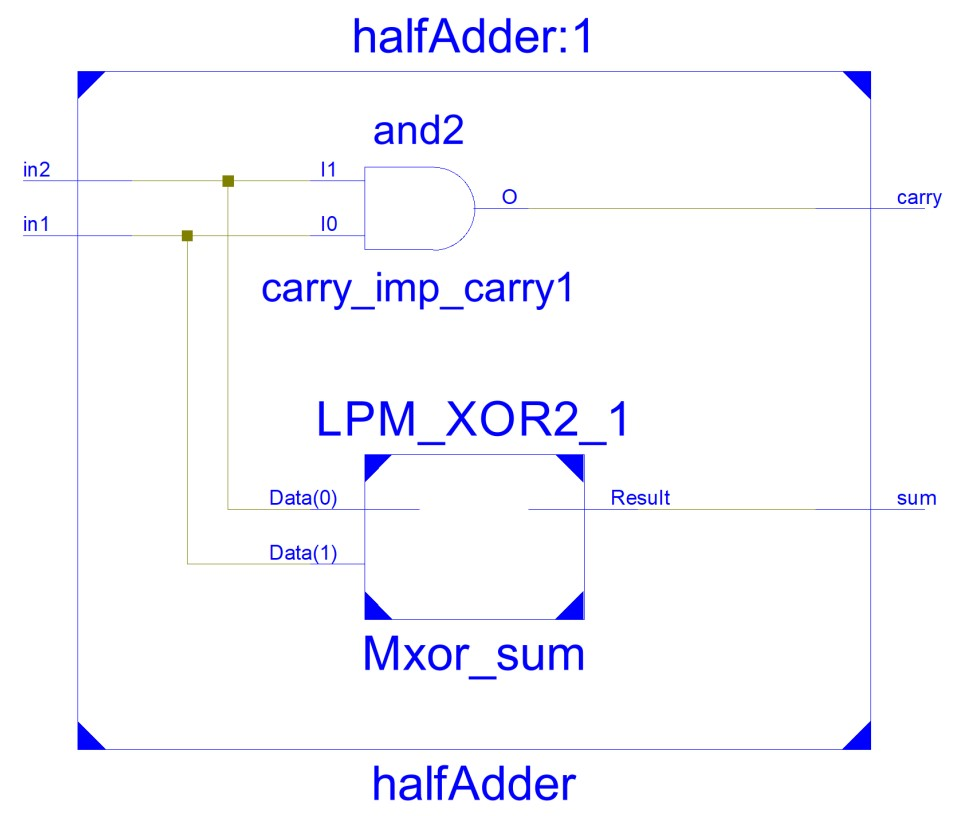 halfAdder:1
and2
in2
I1
O
carry
in1
I0
carry_imp_carry1
LPM_XOR2_1
Data(0)
Result
sum
Data(1)
Mxor_sum
halfAdder